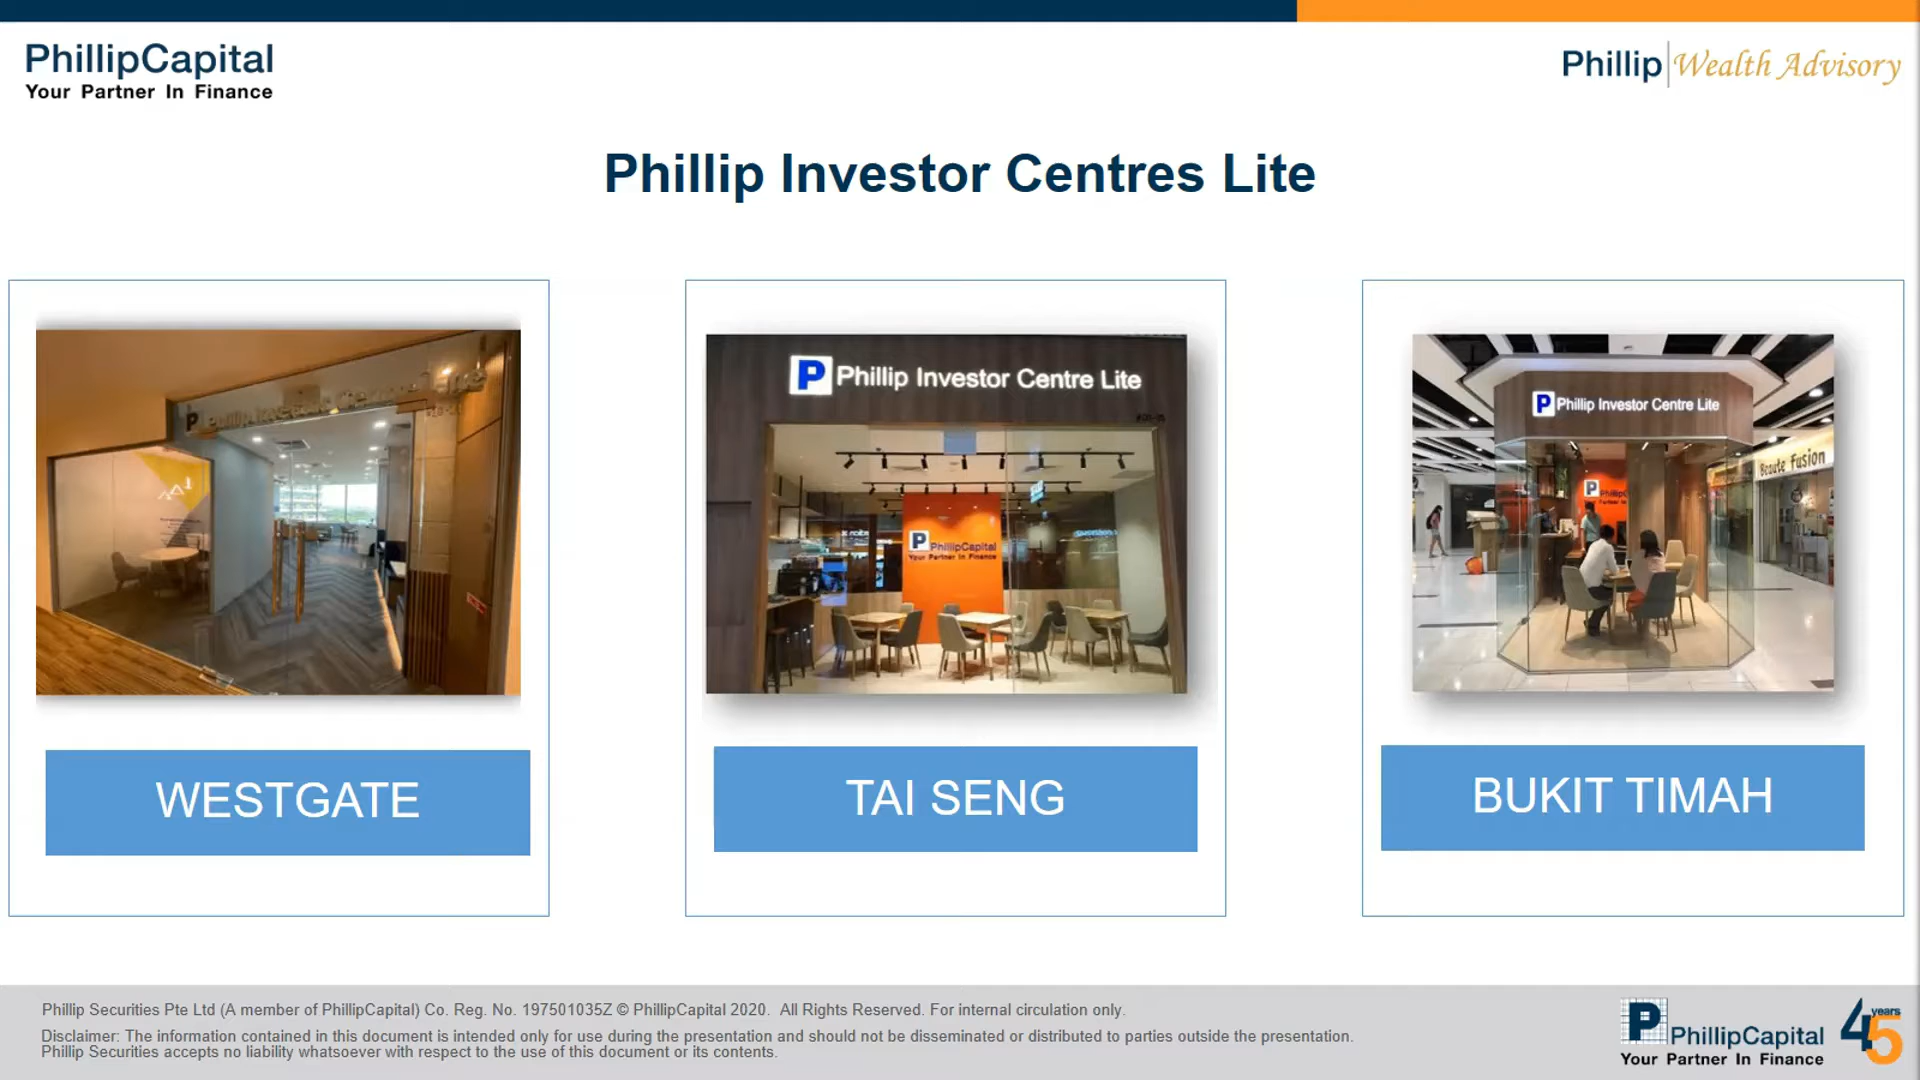 PhillipCapital
Your Partner In Finance
Phillip Wealth Advisory
Phillip Investor Centres Lite
Phillip Investor Centre Lite
PhillipCapital
Your Partner In Finance
Phillip Investor Centre Lite
Beaute Fusion
WESTGATE
TAI SENG
BUKIT TIMAH
Phillip Securities Pte Ltd (A member of PhillipCapital) Co. Reg. No. 197501035Z © PhillipCapital 2020. All Rights Reserved. For internal circulation only.
Disclaimer: The information contained in this document is intended only for use during the presentation and should not be disseminated or distributed to parties outside the presentation.
Phillip Securities accepts no liability whatsoever with respect to the use of this document or its contents.
PhillipCapital
Your Partner In Finance
45 years